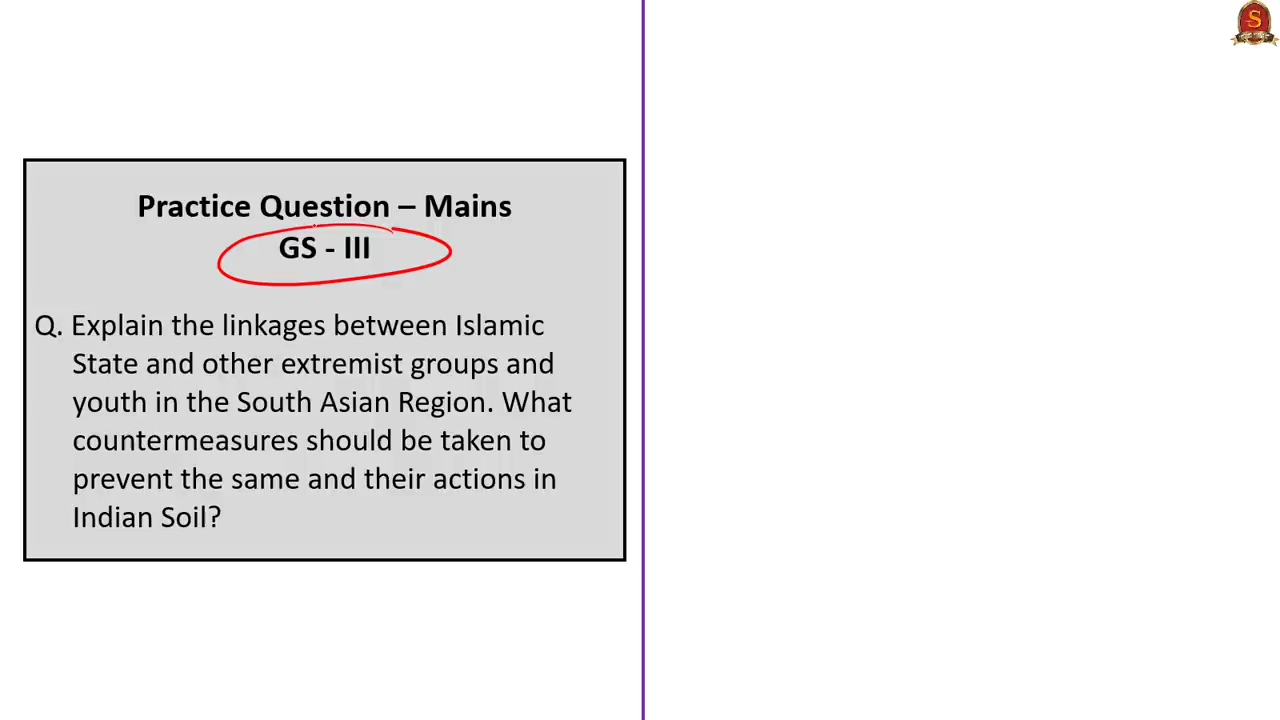 Practice Question – Mains
GS - III
Q. Explain the linkages between Islamic
State and other extremist groups and
youth in the South Asian Region. What
countermeasures should be taken to
prevent the same and their actions in
Indian Soil?
S